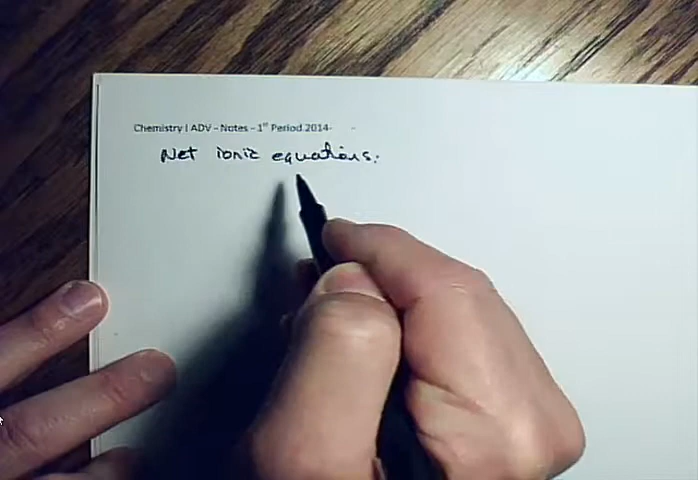 Chemistry I ADV - Notes - 1st Period 2014-
Net ionic equations: